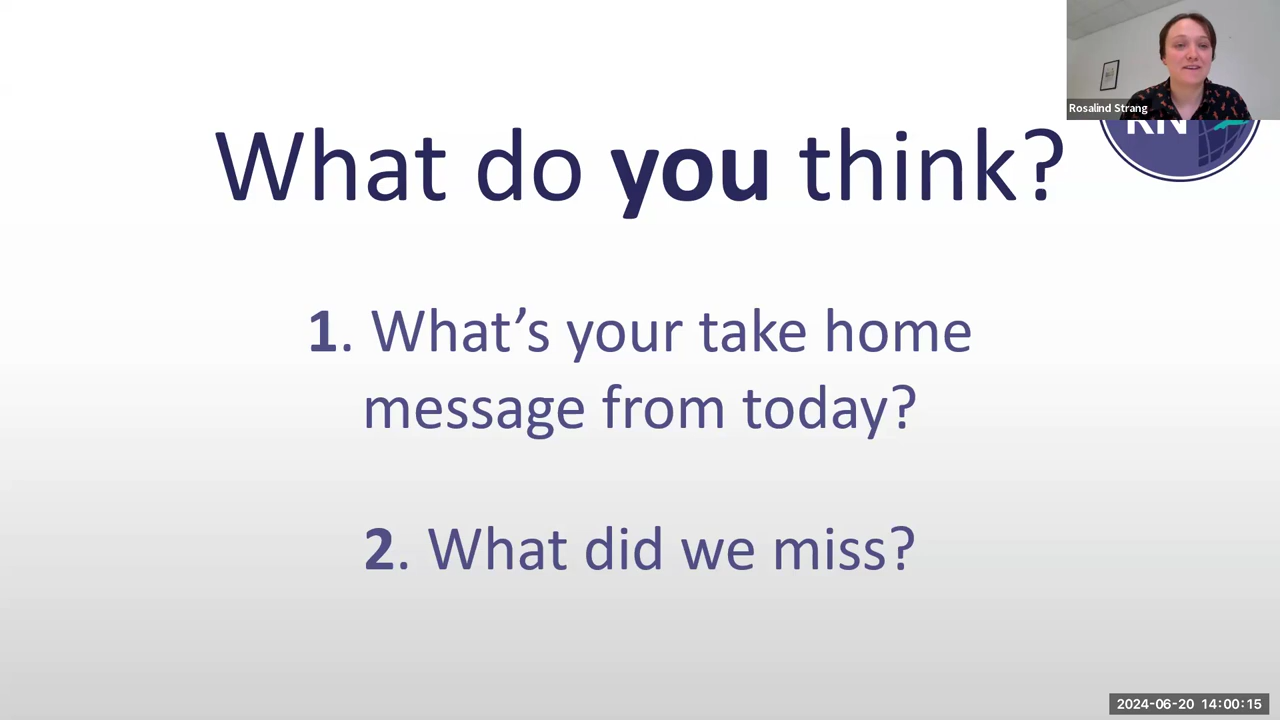 Rosalind Strang
What do you think?
1. What’s your take home
message from today?
2. What did we miss?
2024-06-20 14:00:15